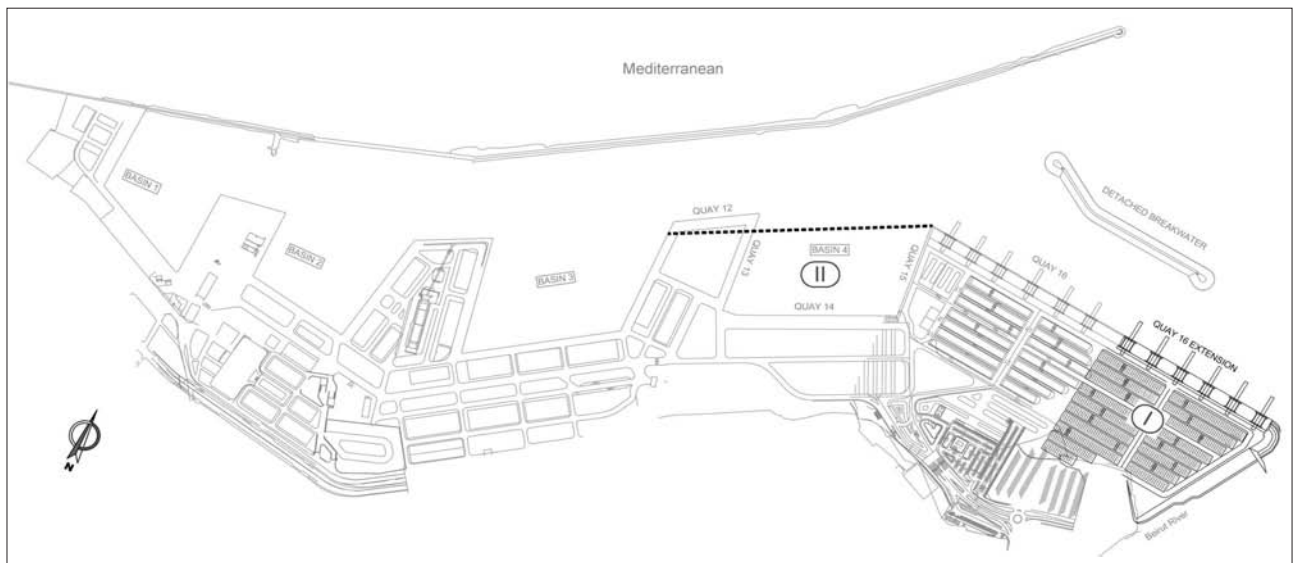 Mediterranean
BASIN 1
BASIN 2
BASIN 3
QUAY 12
QUAY 13
BASIN 4
II
QUAY 14
QUAY 15
QUAY 16
DETACHED BREAKWATER
QUAY 16 EXTENSION
I
Beirut River
N